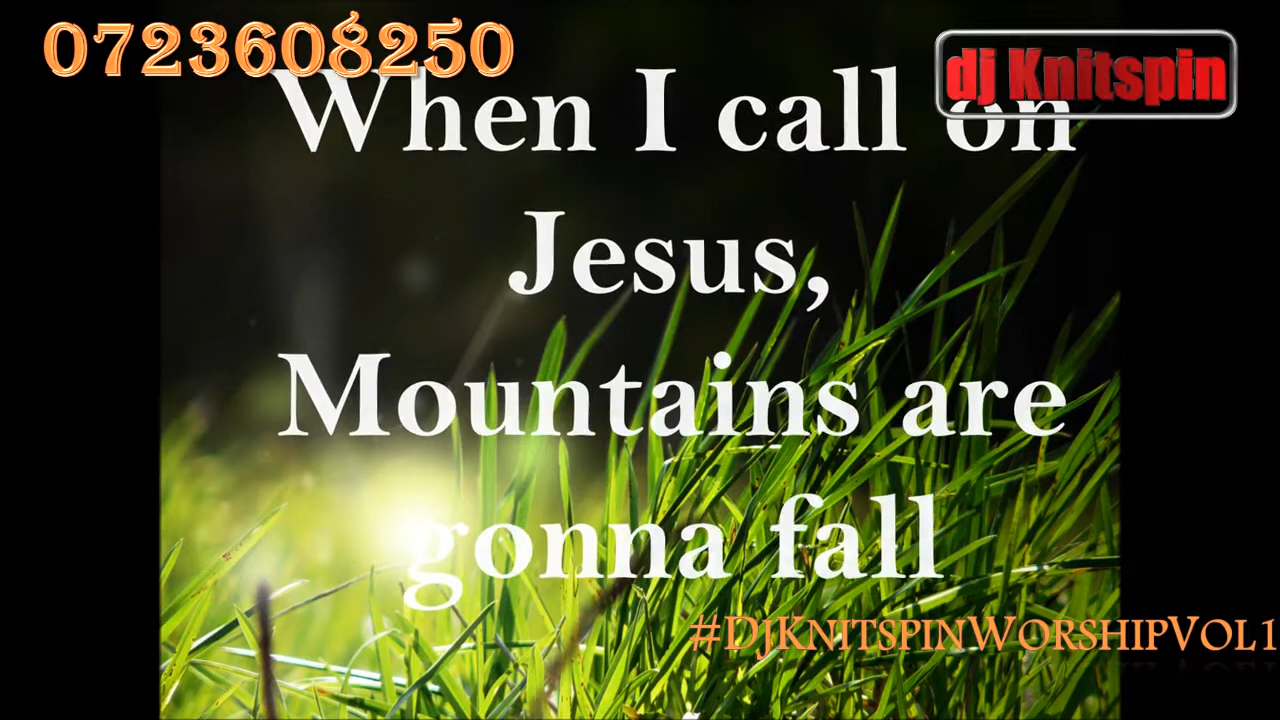 0723608250
dj Knitspin
When I call on
Jesus,
Mountains are
gonna fall
#DjKnitspinWorshipVol1